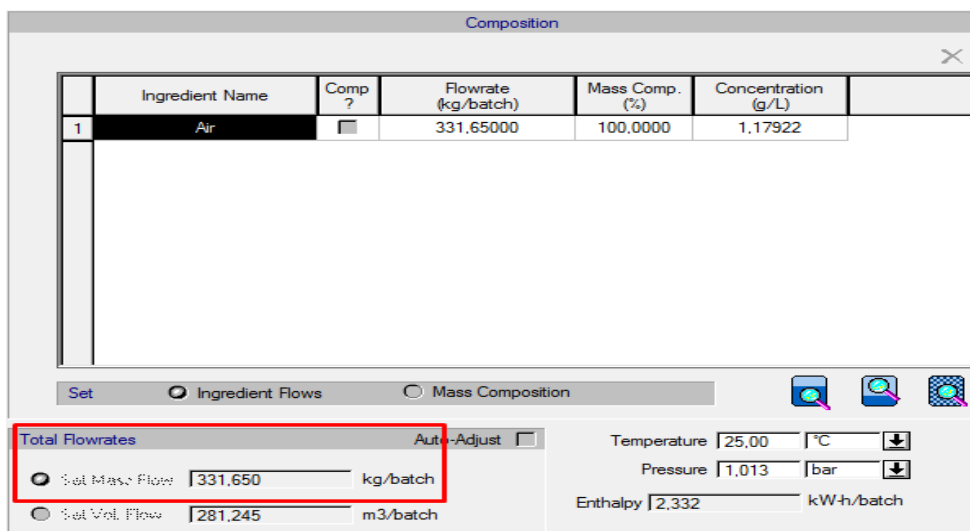 Composition
Ingredient Name Comp ? Flowrate (kg/batch) Mass Comp. (%) Concentration (g/L)
1 Air 331,65000 100,0000 1,17922
Set Ingredient Flows Mass Composition
Total Flowrates Auto-Adjust Temperature 25,00 °C
Set Mass Flow 331,650 kg/batch Pressure 1,013 bar
Set Vol. Flow 281,245 m3/batch Enthalpy 2,332 kW-h/batch